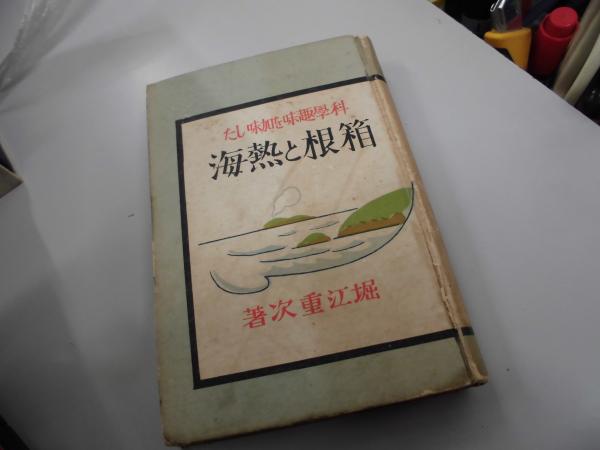 科學趣味を加味した
箱根と熱海
堀江重次著